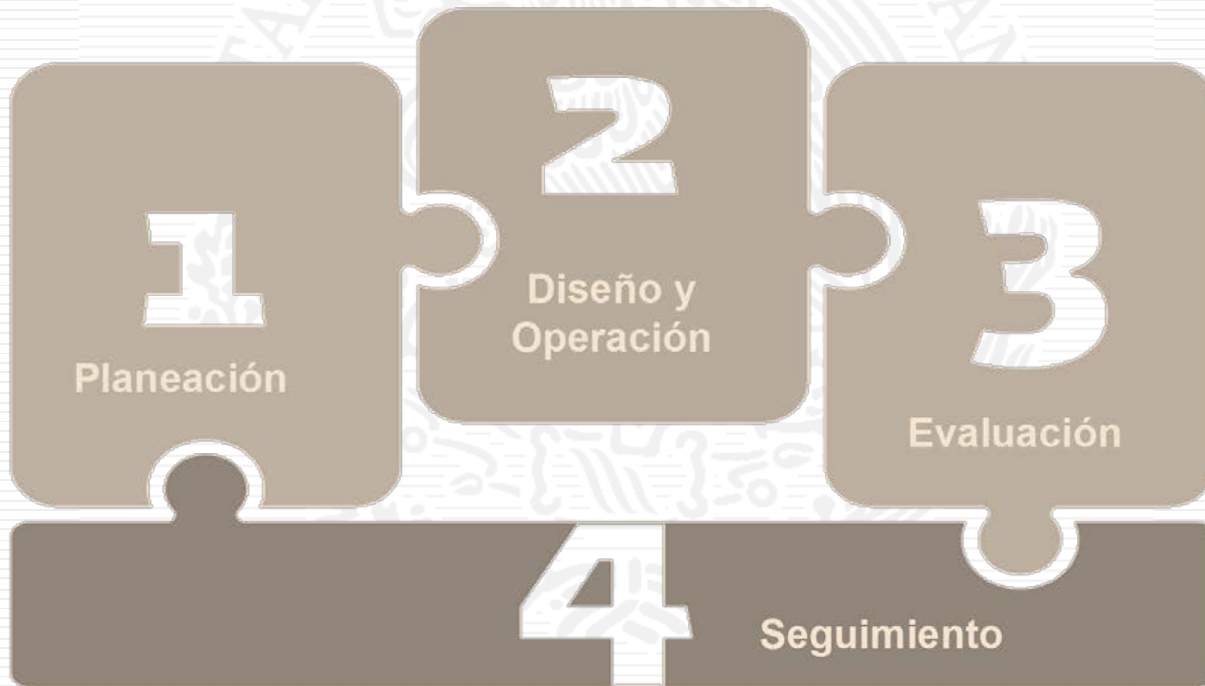 1
Planeación
2
Diseño y
Operación
3
Evaluación
4
Seguimiento